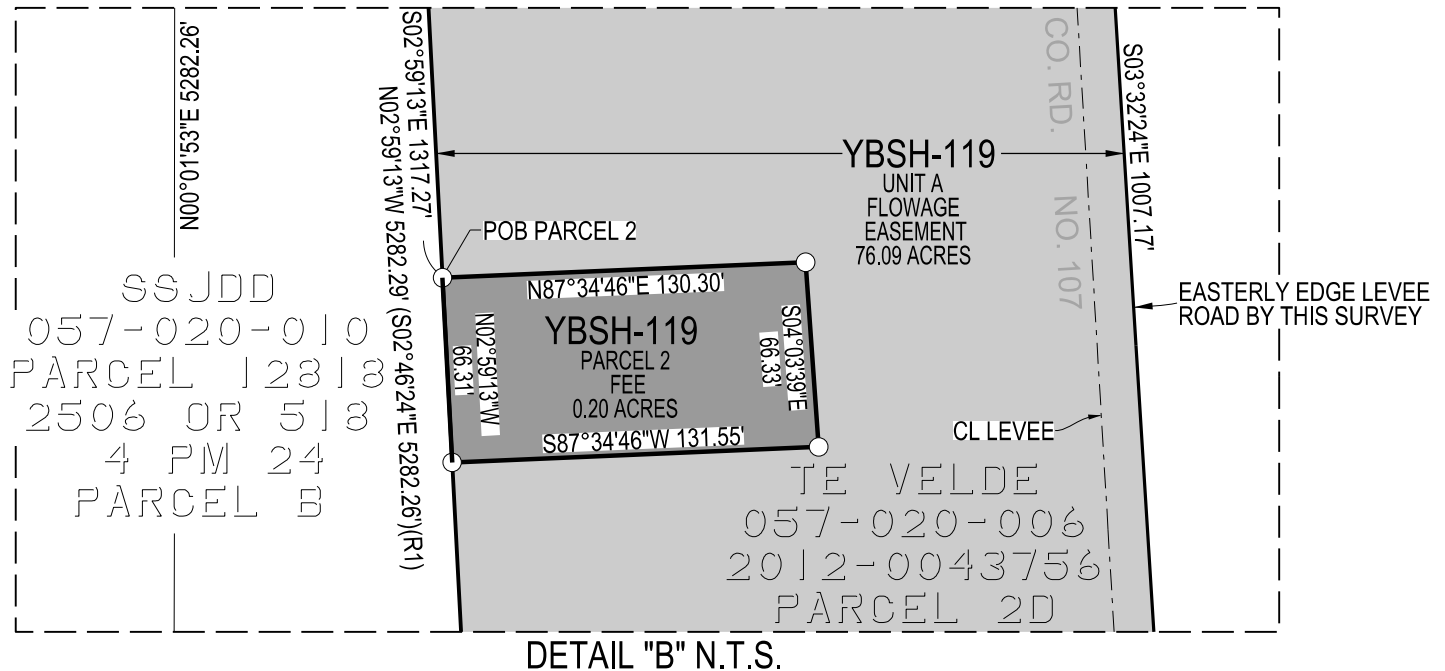 N00°01'53"E 5282.26'
S02°59'13"E 1317.27'
N02°59'13"W 5282.29' (S02°46'24"E 5282.26')(R1)
CO. RD. NO. 107
S03°32'24"E 1007.17'
YBSH-119
UNIT A
FLOWAGE
EASEMENT
76.09 ACRES
POB PARCEL 2
N87°34'46"E 130.30'
SSJDD
057-020-010
PARCEL 12818
2506 OR 518
4 PM 24
PARCEL B
N02°59'13"W
66.31'
YBSH-119
PARCEL 2
FEE
0.20 ACRES
S04°03'39"E
66.33'
S87°34'46"W 131.55'
EASTERLY EDGE LEVEE
ROAD BY THIS SURVEY
CL LEVEE
TE VELDE
057-020-006
2012-0043756
PARCEL 2D
DETAIL "B" N.T.S.